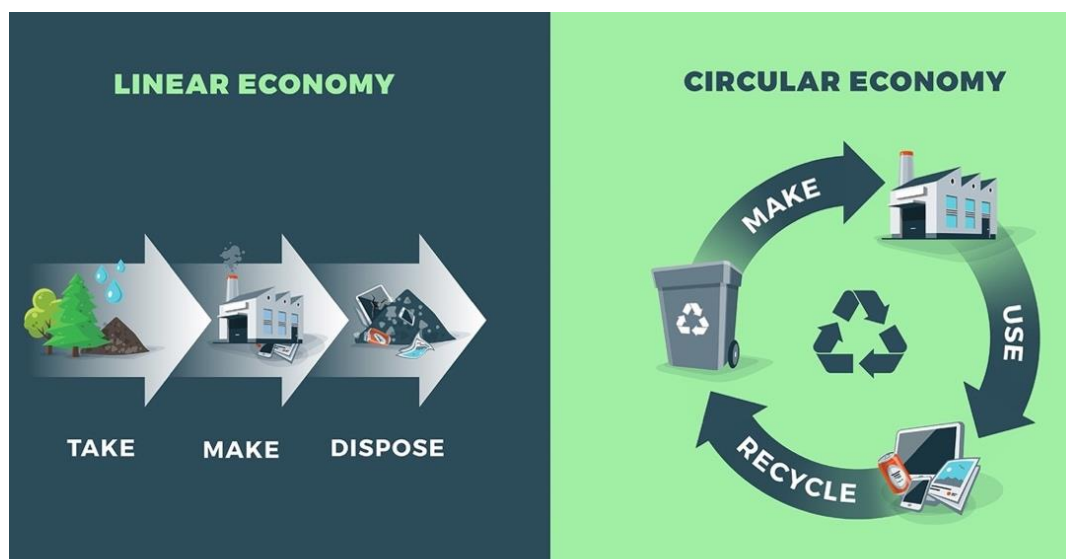 LINEAR ECONOMY
TAKE
MAKE
DISPOSE
CIRCULAR ECONOMY
MAKE
USE
RECYCLE